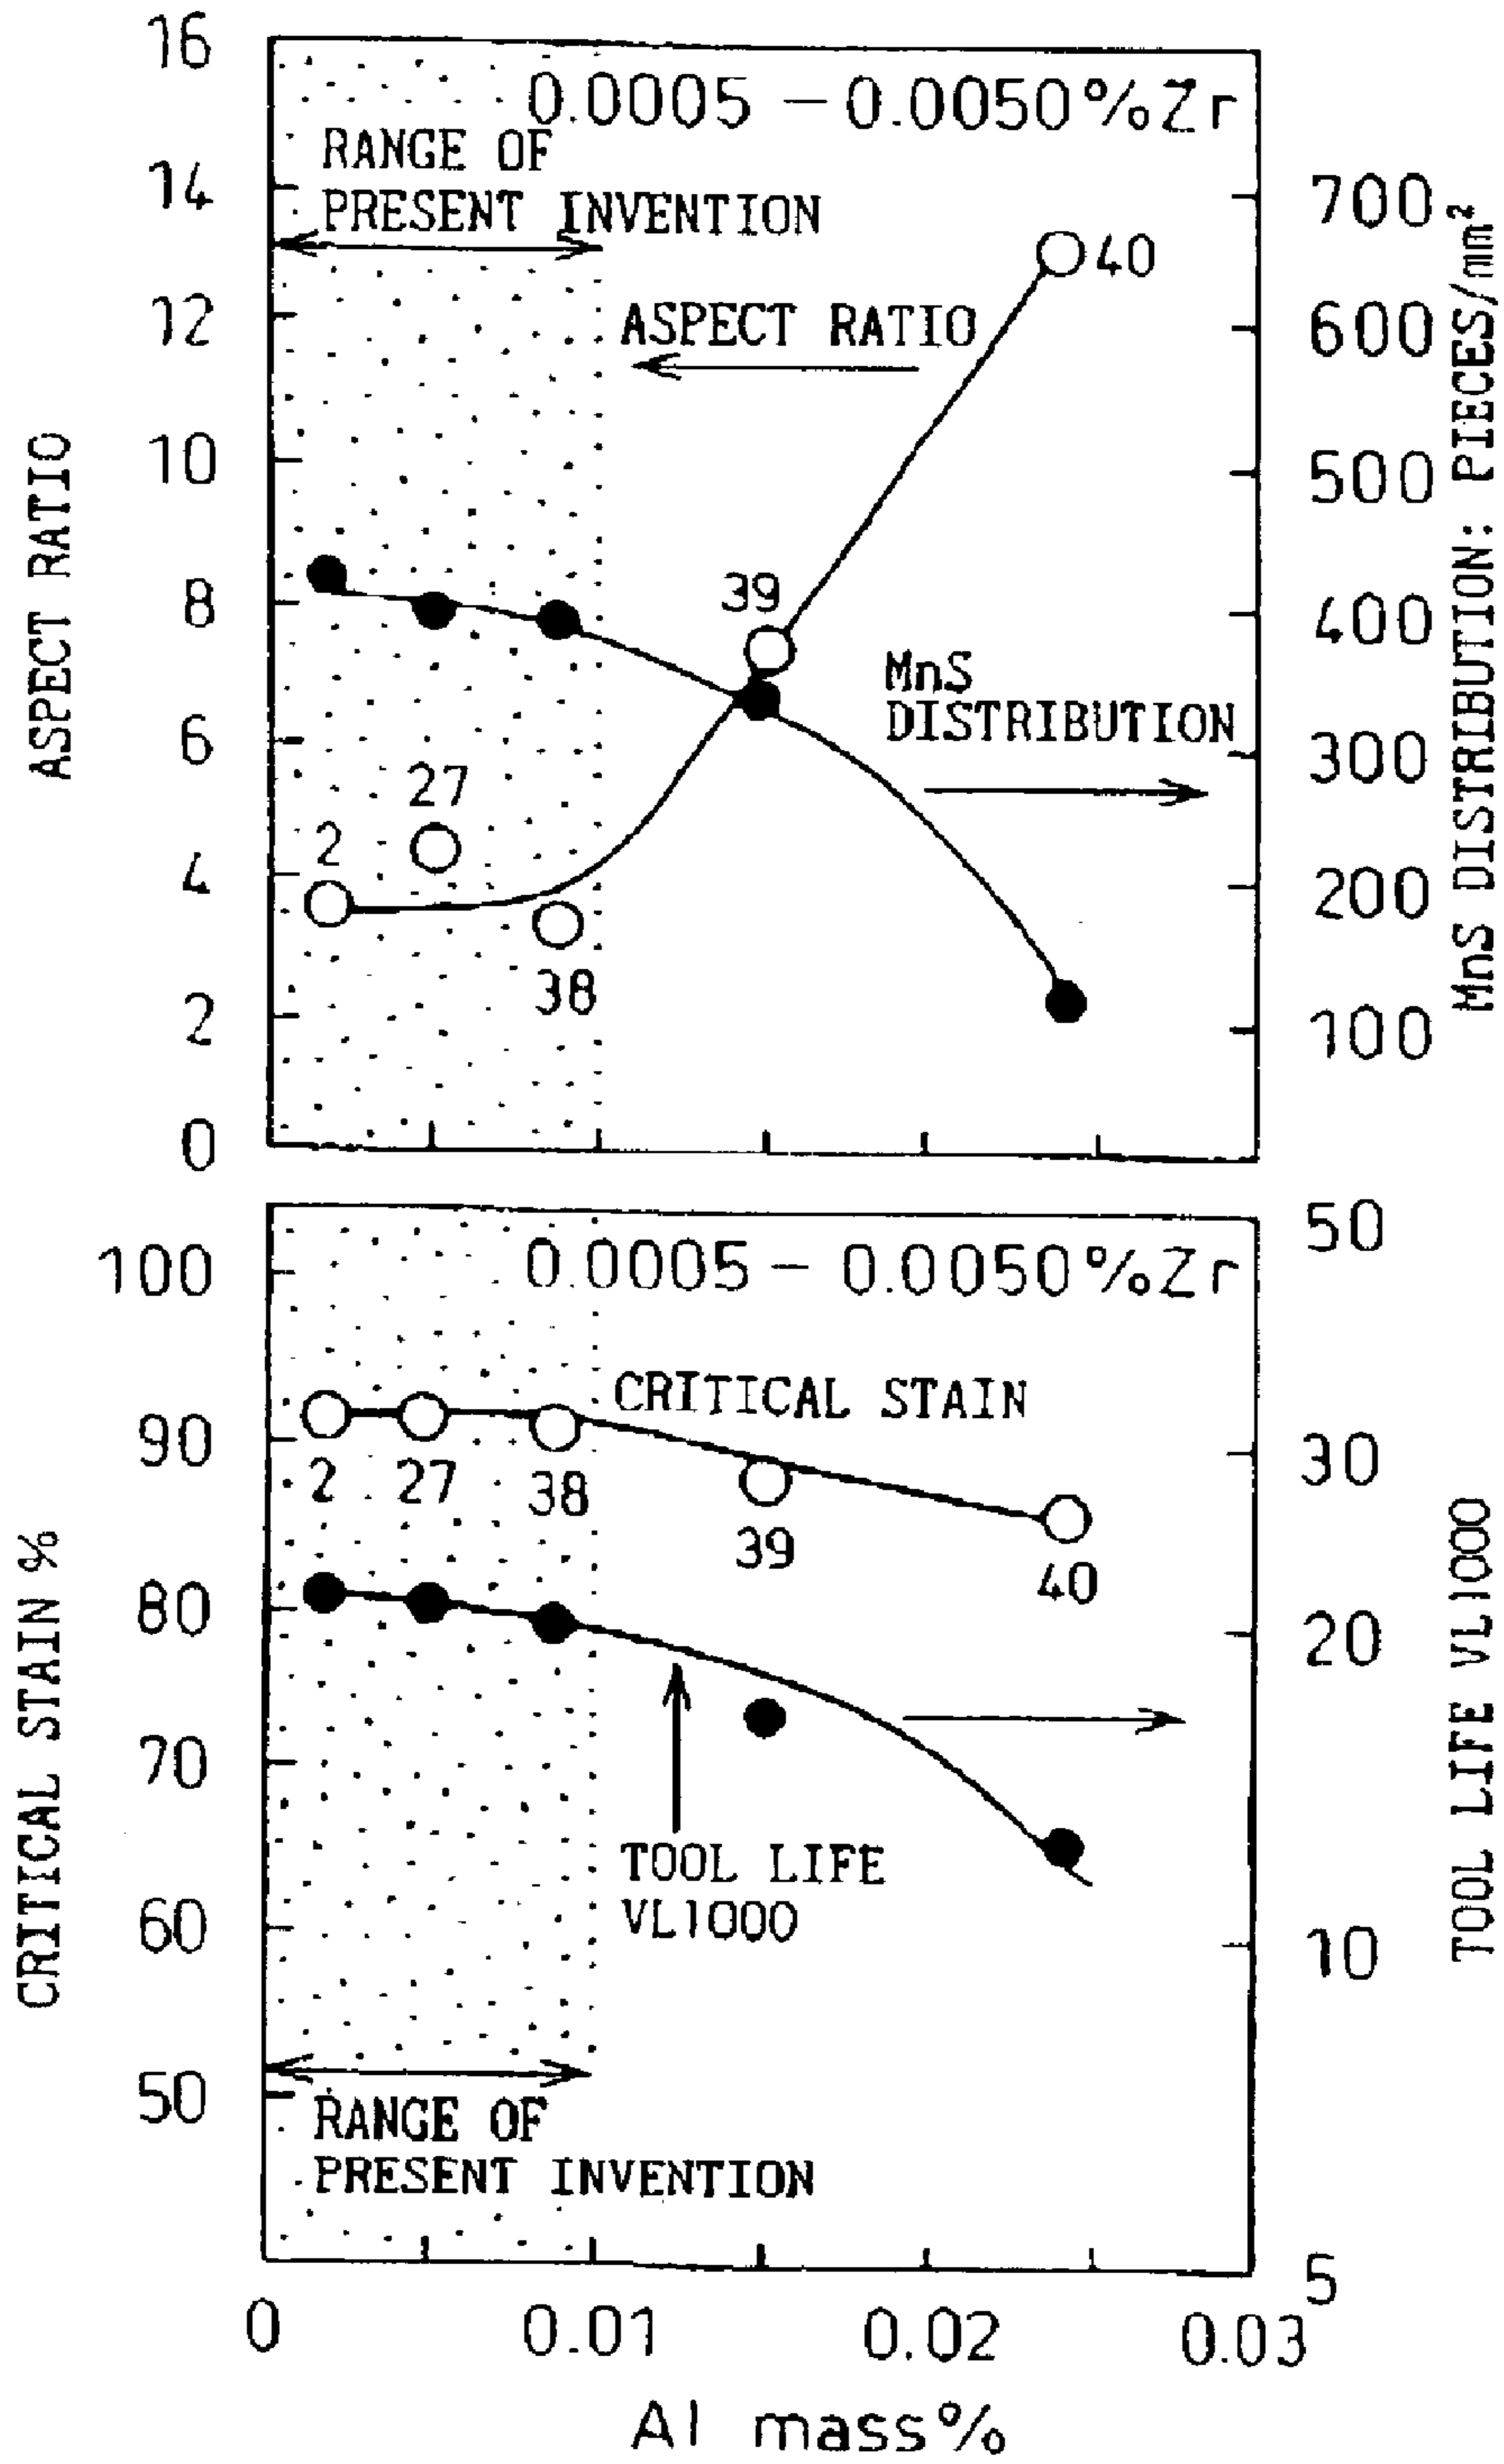 16
14
12
10
8
6
4
2
0
ASPECT RATIO
0.0005 – 0.0050%Zr
RANGE OF
PRESENT INVENTION
ASPECT RATIO
40
39
27
2
38
MnS
DISTRIBUTION
700
600
500
400
300
200
100
MnS DISTRIBUTION: PIECES/mm²
100
90
80
70
60
50
CRITICAL STAIN %
0.0005 – 0.0050%Zr
CRITICAL STAIN
2
27
38
39
40
TOOL LIFE
VL1000
RANGE OF
PRESENT INVENTION
50
30
20
10
5
TOOL LIFE VL1000
0
0.01
0.02
0.03
Al mass%